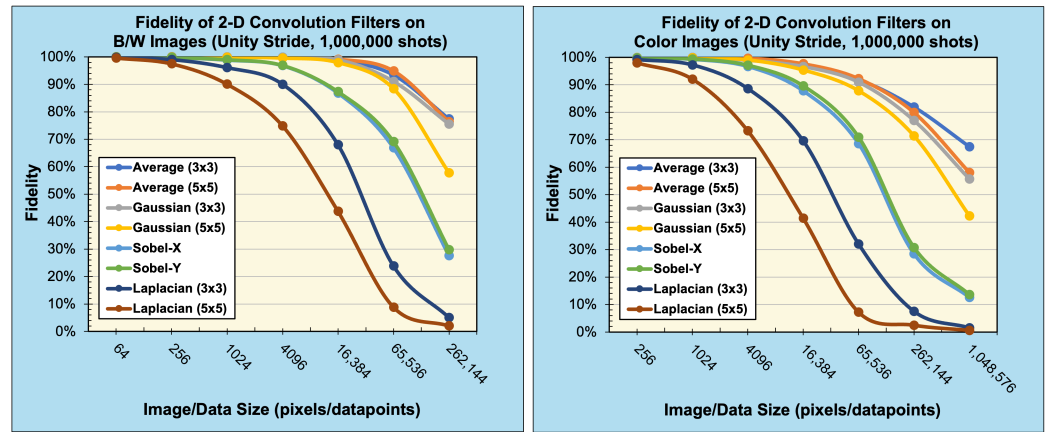 Fidelity of 2-D Convolution Filters on
B/W Images (Unity Stride, 1,000,000 shots)
Fidelity
100%
90%
80%
70%
60%
50%
40%
30%
20%
10%
0%
Average (3x3)
Average (5x5)
Gaussian (3x3)
Gaussian (5x5)
Sobel-X
Sobel-Y
Laplacian (3x3)
Laplacian (5x5)
64
256
1024
4096
16,384
65,536
262,144
Image/Data Size (pixels/datapoints)
Fidelity of 2-D Convolution Filters on
Color Images (Unity Stride, 1,000,000 shots)
Fidelity
100%
90%
80%
70%
60%
50%
40%
30%
20%
10%
0%
Average (3x3)
Average (5x5)
Gaussian (3x3)
Gaussian (5x5)
Sobel-X
Sobel-Y
Laplacian (3x3)
Laplacian (5x5)
256
1024
4096
16,384
65,536
262,144
1,048,576
Image/Data Size (pixels/datapoints)